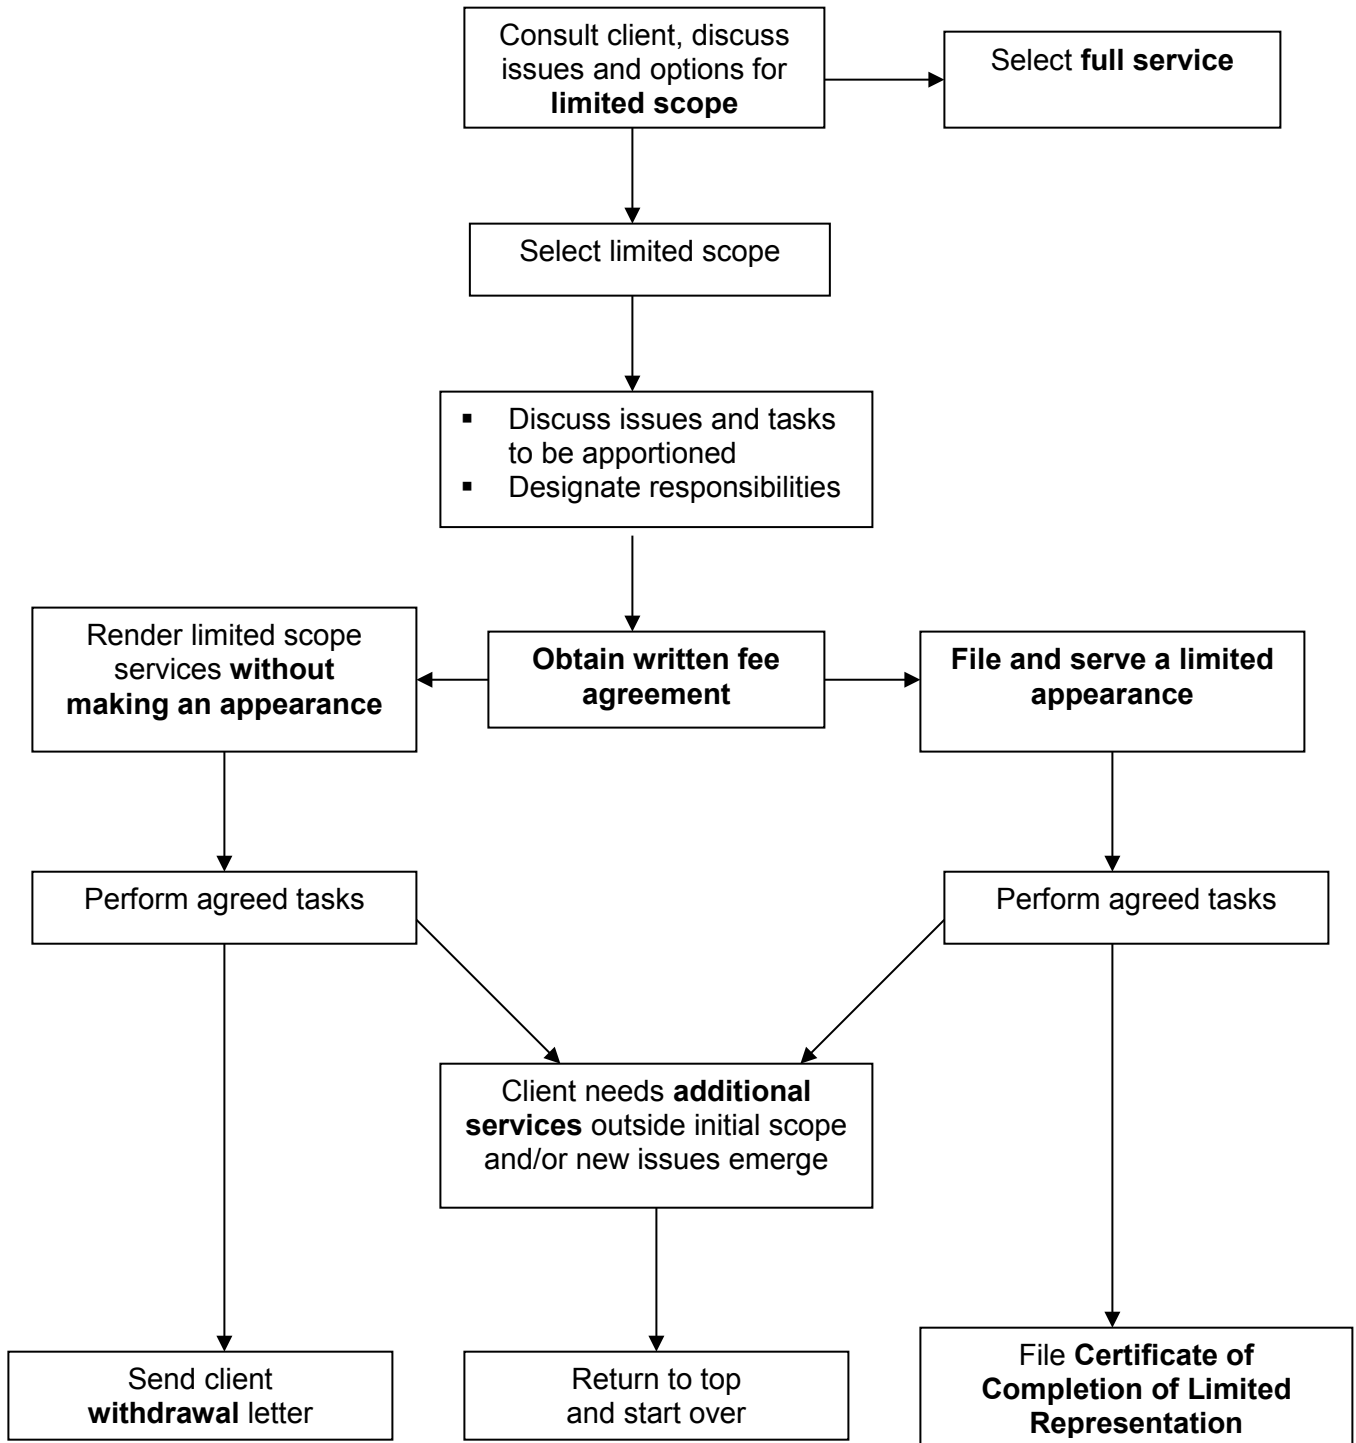 Consult client, discuss
issues and options for
limited scope
Select full service
Select limited scope
▪ Discuss issues and tasks
to be apportioned
▪ Designate responsibilities
Render limited scope
services without
making an appearance
Obtain written fee
agreement
File and serve a limited
appearance
Perform agreed tasks
Perform agreed tasks
Client needs additional
services outside initial scope
and/or new issues emerge
Send client
withdrawal letter
Return to top
and start over
File Certificate of
Completion of Limited
Representation